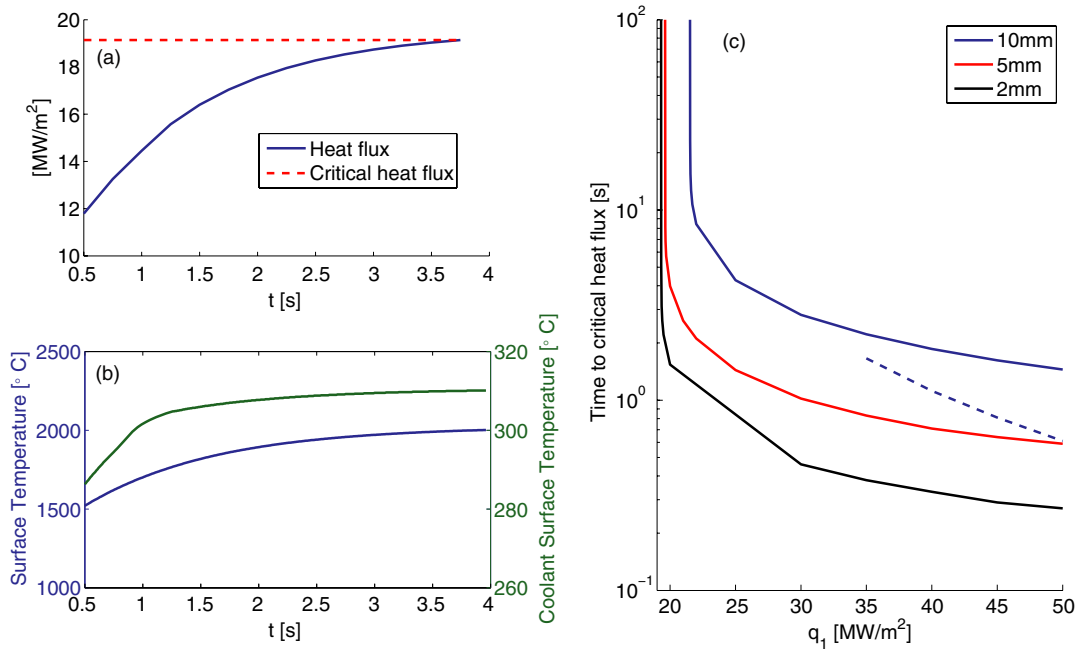 (a)
[MW/m²]
20
18
16
14
12
10
Heat flux
Critical heat flux
0.5 1 1.5 2 2.5 3 3.5 4
t [s]
(b)
Surface Temperature [° C]
2500
2000
1500
1000
Coolant Surface Temperature [° C]
320
300
280
260
0.5 1 1.5 2 2.5 3 3.5 4
t [s]
(c)
Time to critical heat flux [s]
10²
10¹
10⁰
10⁻¹
10mm
5mm
2mm
20 25 30 35 40 45 50
q₁ [MW/m²]